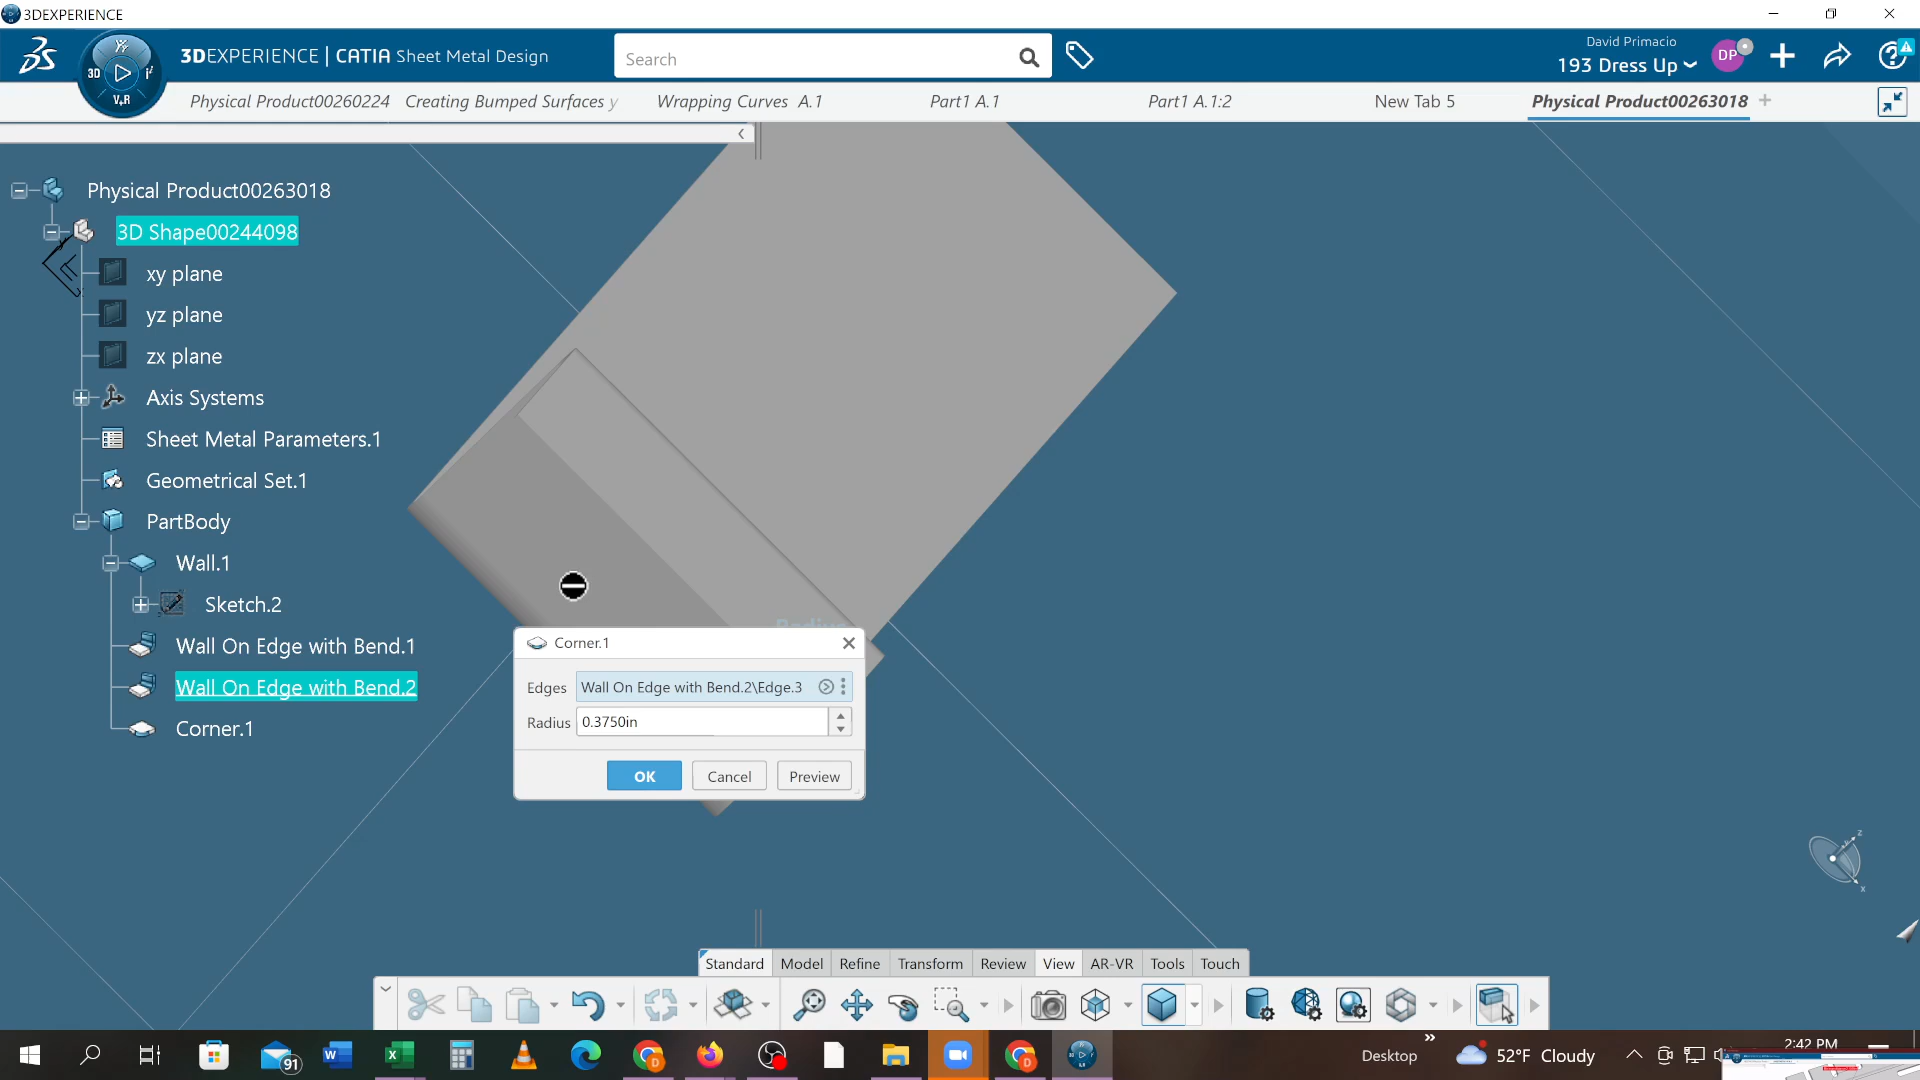 3DEXPERIENCE
3DEXPERIENCE | CATIA Sheet Metal Design
3D
V+R
Search
David Primacio
193 Dress Up
DP
Physical Product00260224
Creating Bumped Surfaces
Wrapping Curves A.1
Part1 A.1
Part1 A.1:2
New Tab 5
Physical Product00263018
Physical Product00263018
3D Shape00244098
xy plane
yz plane
zx plane
Axis Systems
Sheet Metal Parameters.1
Geometrical Set.1
PartBody
Wall.1
Sketch.2
Wall On Edge with Bend.1
Wall On Edge with Bend.2
Corner.1
Radius
Corner.1
Edges Wall On Edge with Bend.2\Edge.3
Radius 0.3750in
OK Cancel Preview
z
x
Standard Model Refine Transform Review View AR-VR Tools Touch
91
Desktop
52°F Cloudy
2:42 PM